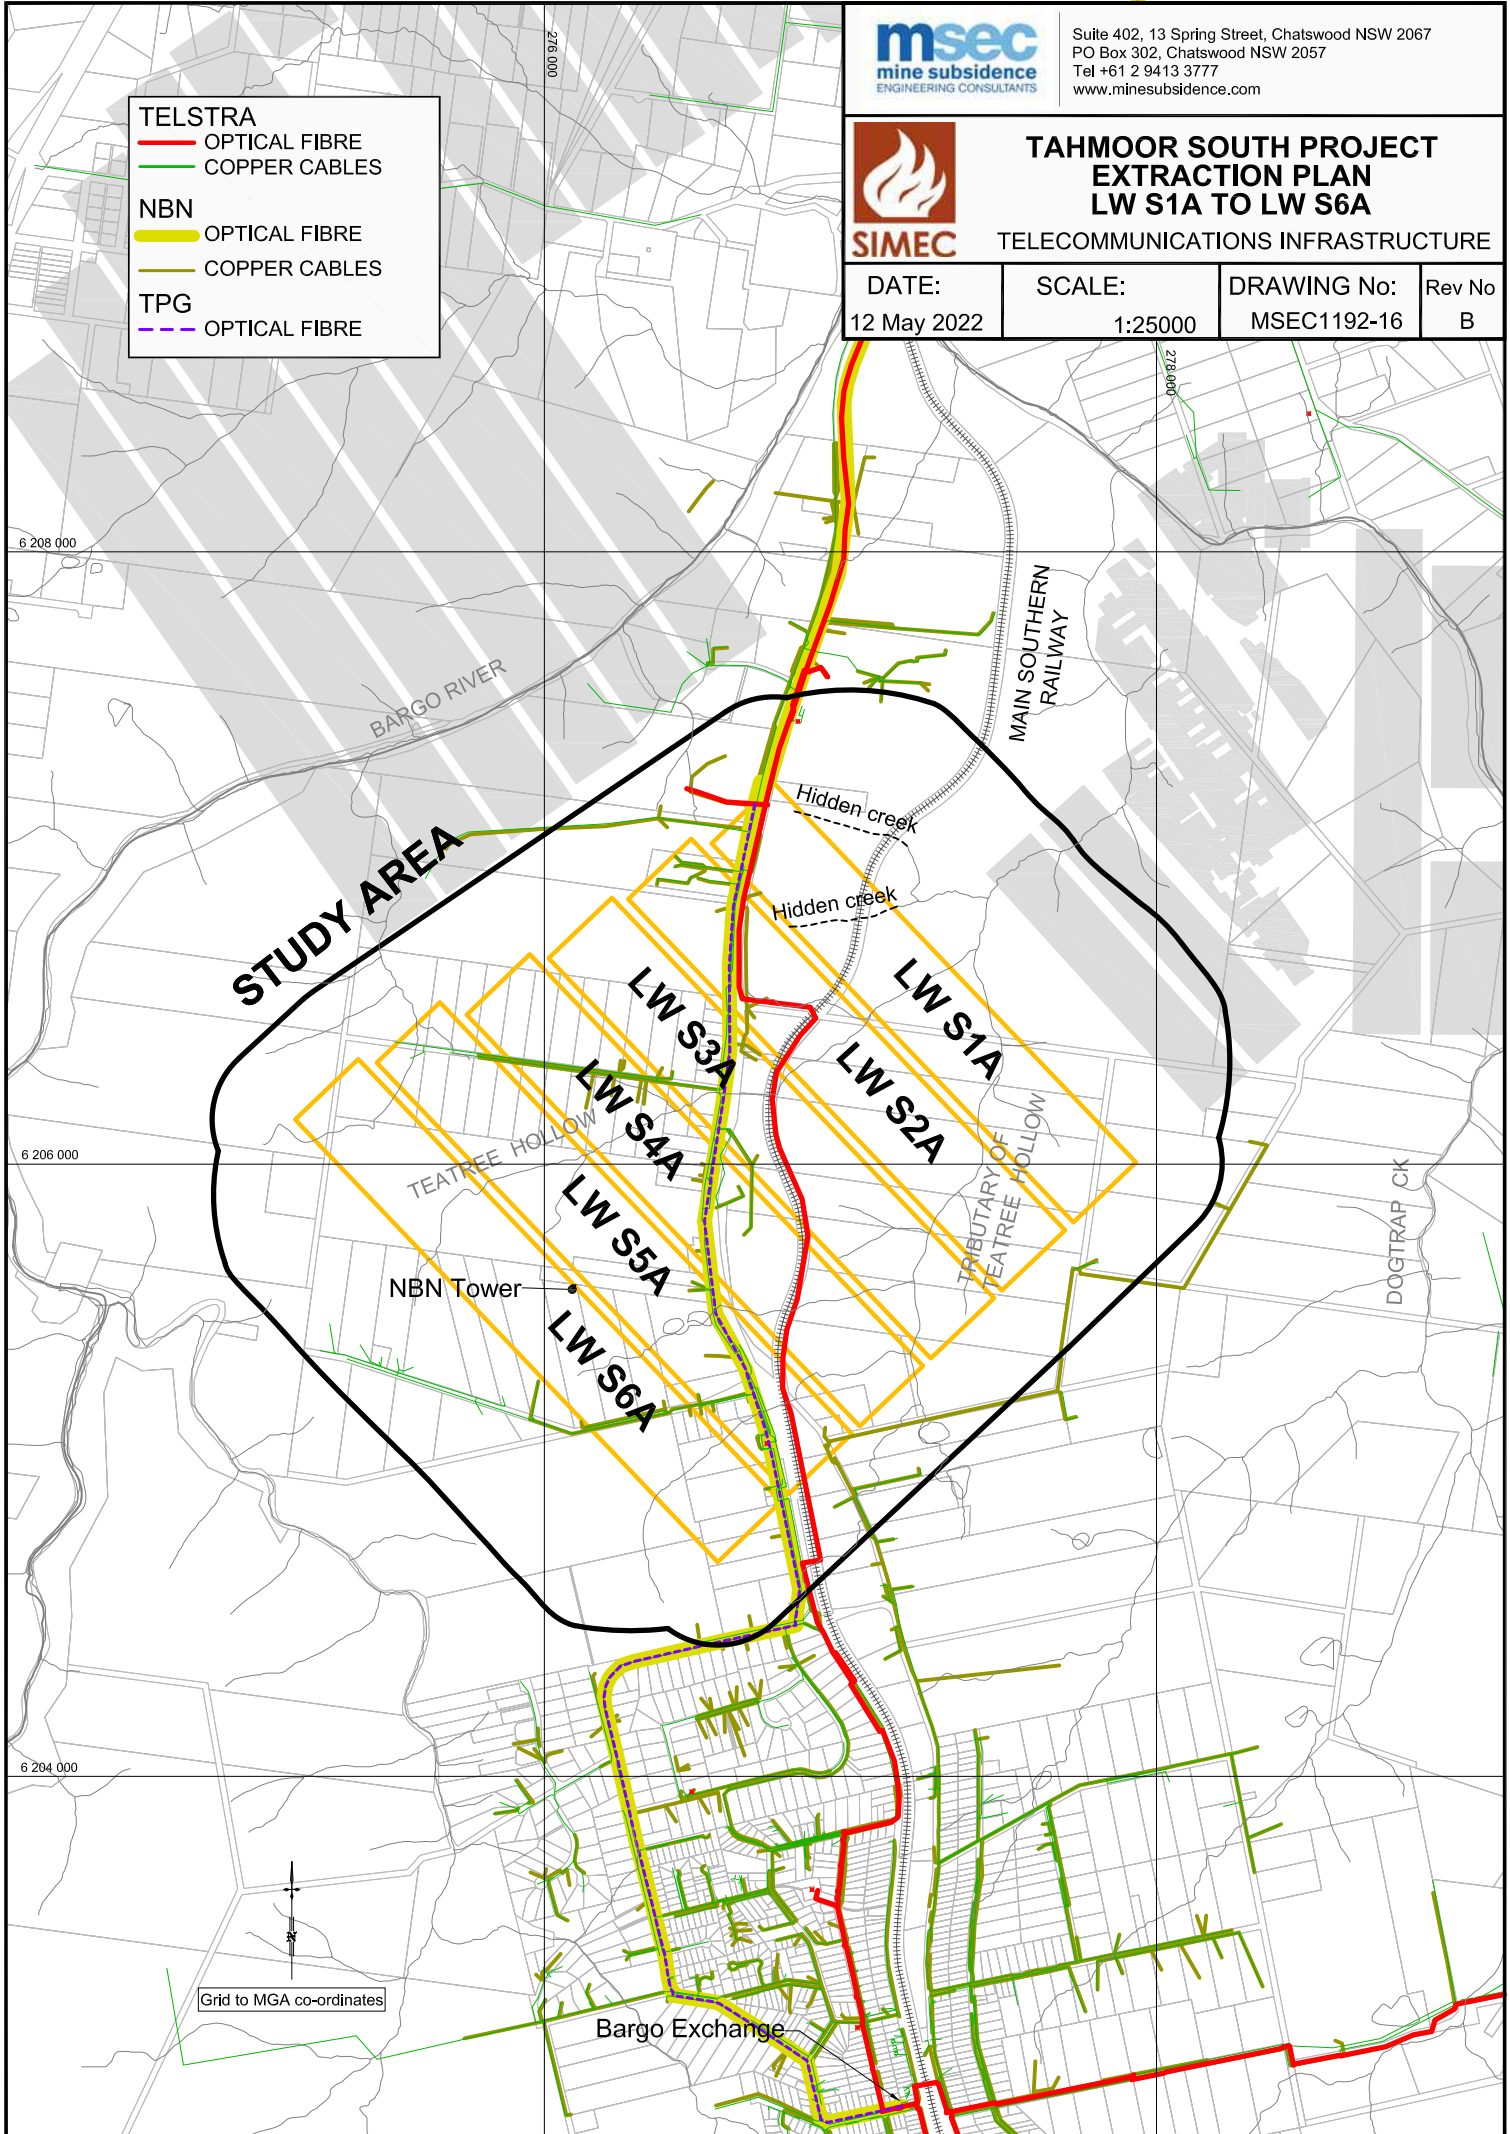 msec
mine subsidence
ENGINEERING CONSULTANTS
Suite 402, 13 Spring Street, Chatswood NSW 2067
PO Box 302, Chatswood NSW 2057
Tel +61 2 9413 3777
www.minesubsidence.com
SIMEC
TAHMOOR SOUTH PROJECT
EXTRACTION PLAN
LW S1A TO LW S6A
TELECOMMUNICATIONS INFRASTRUCTURE
DATE:
12 May 2022
SCALE:
1:25000
DRAWING No:
MSEC1192-16
Rev No
B
TELSTRA
OPTICAL FIBRE
COPPER CABLES
NBN
OPTICAL FIBRE
COPPER CABLES
TPG
OPTICAL FIBRE
276 000
278 000
6 208 000
MAIN SOUTHERN
RAILWAY
BARGO RIVER
STUDY AREA
Hidden creek
Hidden creek
LW S1A
LW S2A
LW S3A
LW S4A
LW S5A
LW S6A
TEATREE HOLLOW
TRIBUTARY OF
TEATREE HOLLOW
6 206 000
DOGTRAP CK
NBN Tower
6 204 000
N
Grid to MGA co-ordinates
Bargo Exchange